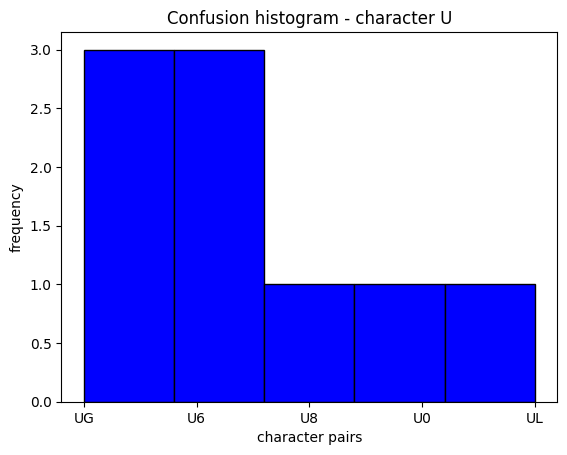 Confusion histogram - character U
3.0
2.5
2.0
1.5
1.0
0.5
0.0
frequency
UG U6 U8 U0 UL
character pairs